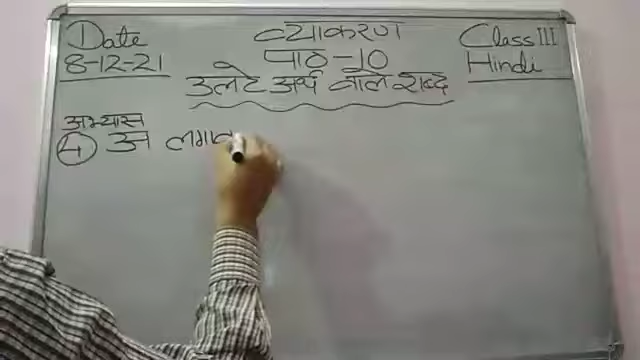 Date
8-12-21
व्याकरण
पाठ-10
उलटे अर्थ वाले शब्द
Class III
Hindi
अभ्यास
4 अ